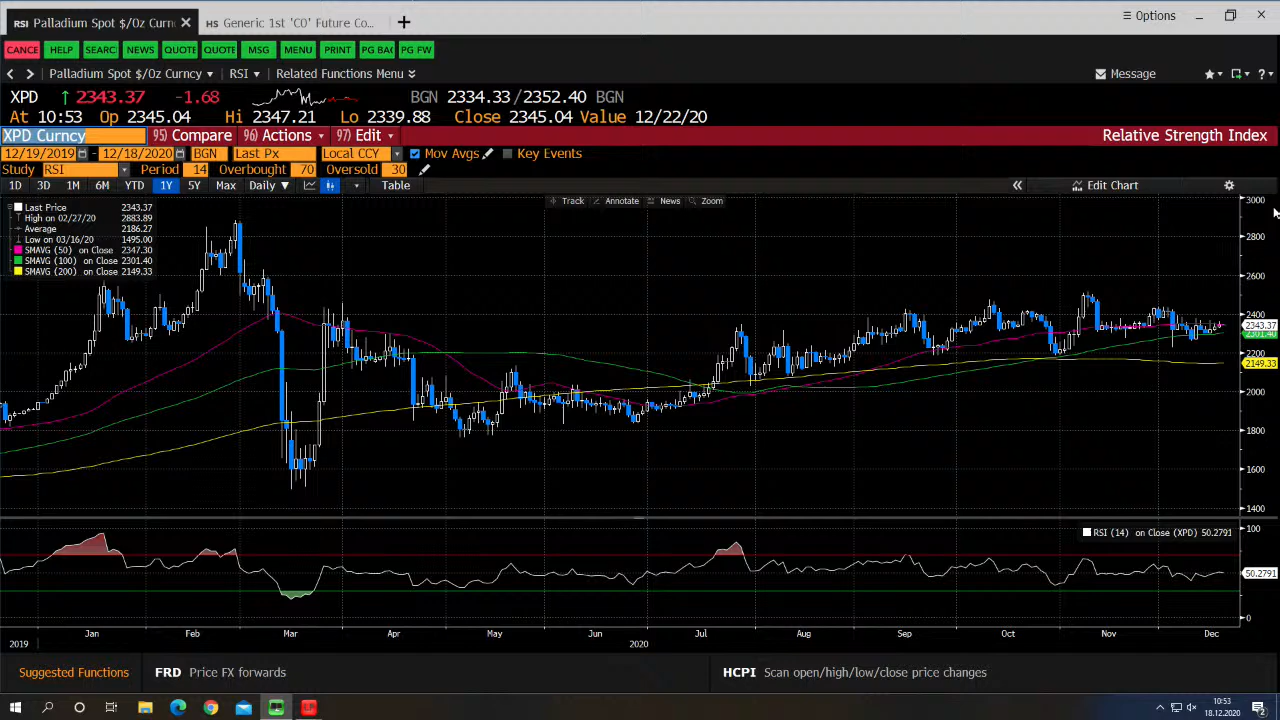 RSI Palladium Spot $/Oz Curn
HS Generic 1st 'CO' Future Co...
Options
CANCE HELP SEARC NEWS QUOTE QUOTE MSG MENU PRINT PG BAC PG FW
Palladium Spot $/Oz Curncy RSI Related Functions Menu
Message
XPD ↑ 2343.37 -1.68 BGN 2334.33/2352.40 BGN
At 10:53 Op 2345.04 Hi 2347.21 Lo 2339.88 Close 2345.04 Value 12/22/20
XPD Curncy 95) Compare 96) Actions 97) Edit Relative Strength Index
12/19/2019 - 12/18/2020 BGN Last Px Local CCY Mov Avgs Key Events
Study RSI Period 14 Overbought 70 Oversold 30
1D 3D 1M 6M YTD 1Y 5Y Max Daily ▼ Table « Edit Chart
Track Annotate News Zoom
Last Price 2343.37
High on 02/27/20 2883.89
Average 2186.27
Low on 03/16/20 1495.00
SMAVG (50) on Close 2347.30
SMAVG (100) on Close 2301.40
SMAVG (200) on Close 2149.33
3000
2800
2600
2400
2343.37
2301.40
2200
2149.33
2000
1800
1600
1400
100
RSI (14) on Close (XPD) 50.2791
50.2791
0
Jan Feb Mar Apr May Jun Jul Aug Sep Oct Nov Dec
2019 2020
Suggested Functions FRD Price FX forwards HCPI Scan open/high/low/close price changes
10:53
18.12.2020
2